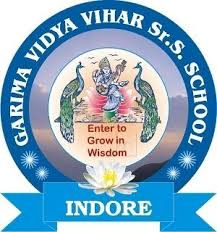 GARIMA VIDYA VIHAR Sr.S. SCHOOL
Enter to
Grow in
Wisdom
INDORE